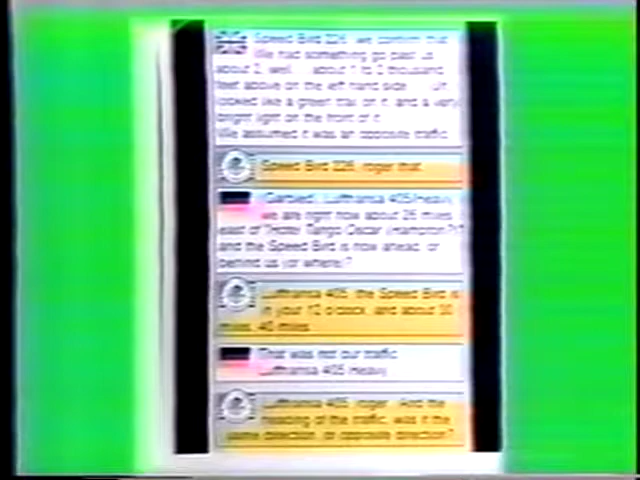 Speed Bird 226, we confirm that.
We had something go past us
about 2, well... about 1 to 2 thousand
feet above on the left hand side. Uh,
looked like a green trail on it, and a very
bright light on the front of it.
We assumed it was an opposite traffic.
Speed Bird 226, roger that.
(Garbled), Lufthansa 405/Heavy,
we are right now about 25 miles
east of "Hotel Tango Oscar (Hampton?)"
and the Speed Bird is now ahead, or
behind us (or where)?
Lufthansa 405, the Speed Bird is
in your 12 o'clock, and about
miles, 40 miles.
That was not our traffic.
Lufthansa 405 Heavy.
Lufthansa 405, roger. And the
heading of the traffic, was it the
same direction, or opposite direction?